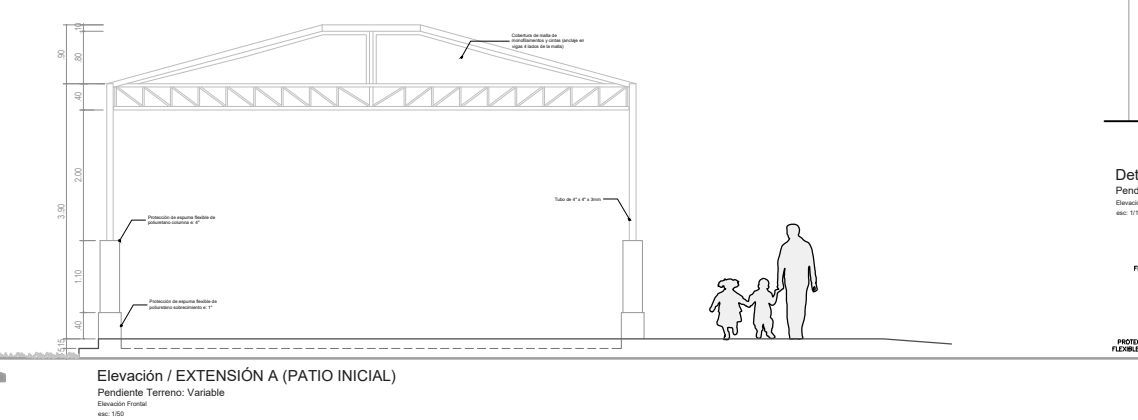 .10
.90
.80
.40
2.00
3.90
1.10
.40
.15
Cobertura de malla de
monofilamentos y cintas (anclaje en
vigas 4 lados de la malla)
Tubo de 4" x 4" x 3mm
Protección de espuma flexible de
poliuretano columna e: 4"
Protección de espuma flexible de
poliuretano sobrecimiento e: 1"
Elevación / EXTENSIÓN A (PATIO INICIAL)
Pendiente Terreno: Variable
Elevación Frontal
esc: 1/50
Det
Pend
Elevació
esc: 1/1
PROTE
FLEXIBLE